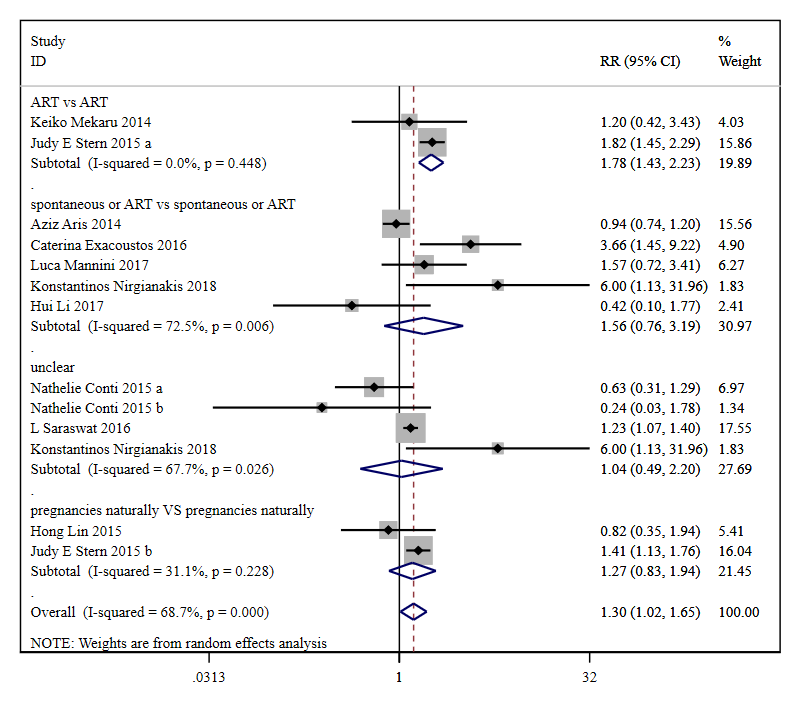 Study %
ID RR (95% CI) Weight
ART vs ART
Keiko Mekaru 2014 1.20 (0.42, 3.43) 4.03
Judy E Stern 2015 a 1.82 (1.45, 2.29) 15.86
Subtotal (I-squared = 0.0%, p = 0.448) 1.78 (1.43, 2.23) 19.89
.
spontaneous or ART vs spontaneous or ART
Aziz Aris 2014 0.94 (0.74, 1.20) 15.56
Caterina Exacoustos 2016 3.66 (1.45, 9.22) 4.90
Luca Mannini 2017 1.57 (0.72, 3.41) 6.27
Konstantinos Nirgianakis 2018 6.00 (1.13, 31.96) 1.83
Hui Li 2017 0.42 (0.10, 1.77) 2.41
Subtotal (I-squared = 72.5%, p = 0.006) 1.56 (0.76, 3.19) 30.97
.
unclear
Nathelie Conti 2015 a 0.63 (0.31, 1.29) 6.97
Nathelie Conti 2015 b 0.24 (0.03, 1.78) 1.34
L Saraswat 2016 1.23 (1.07, 1.40) 17.55
Konstantinos Nirgianakis 2018 6.00 (1.13, 31.96) 1.83
Subtotal (I-squared = 67.7%, p = 0.026) 1.04 (0.49, 2.20) 27.69
.
pregnancies naturally VS pregnancies naturally
Hong Lin 2015 0.82 (0.35, 1.94) 5.41
Judy E Stern 2015 b 1.41 (1.13, 1.76) 16.04
Subtotal (I-squared = 31.1%, p = 0.228) 1.27 (0.83, 1.94) 21.45
.
Overall (I-squared = 68.7%, p = 0.000) 1.30 (1.02, 1.65) 100.00
NOTE: Weights are from random effects analysis
.0313 1 32